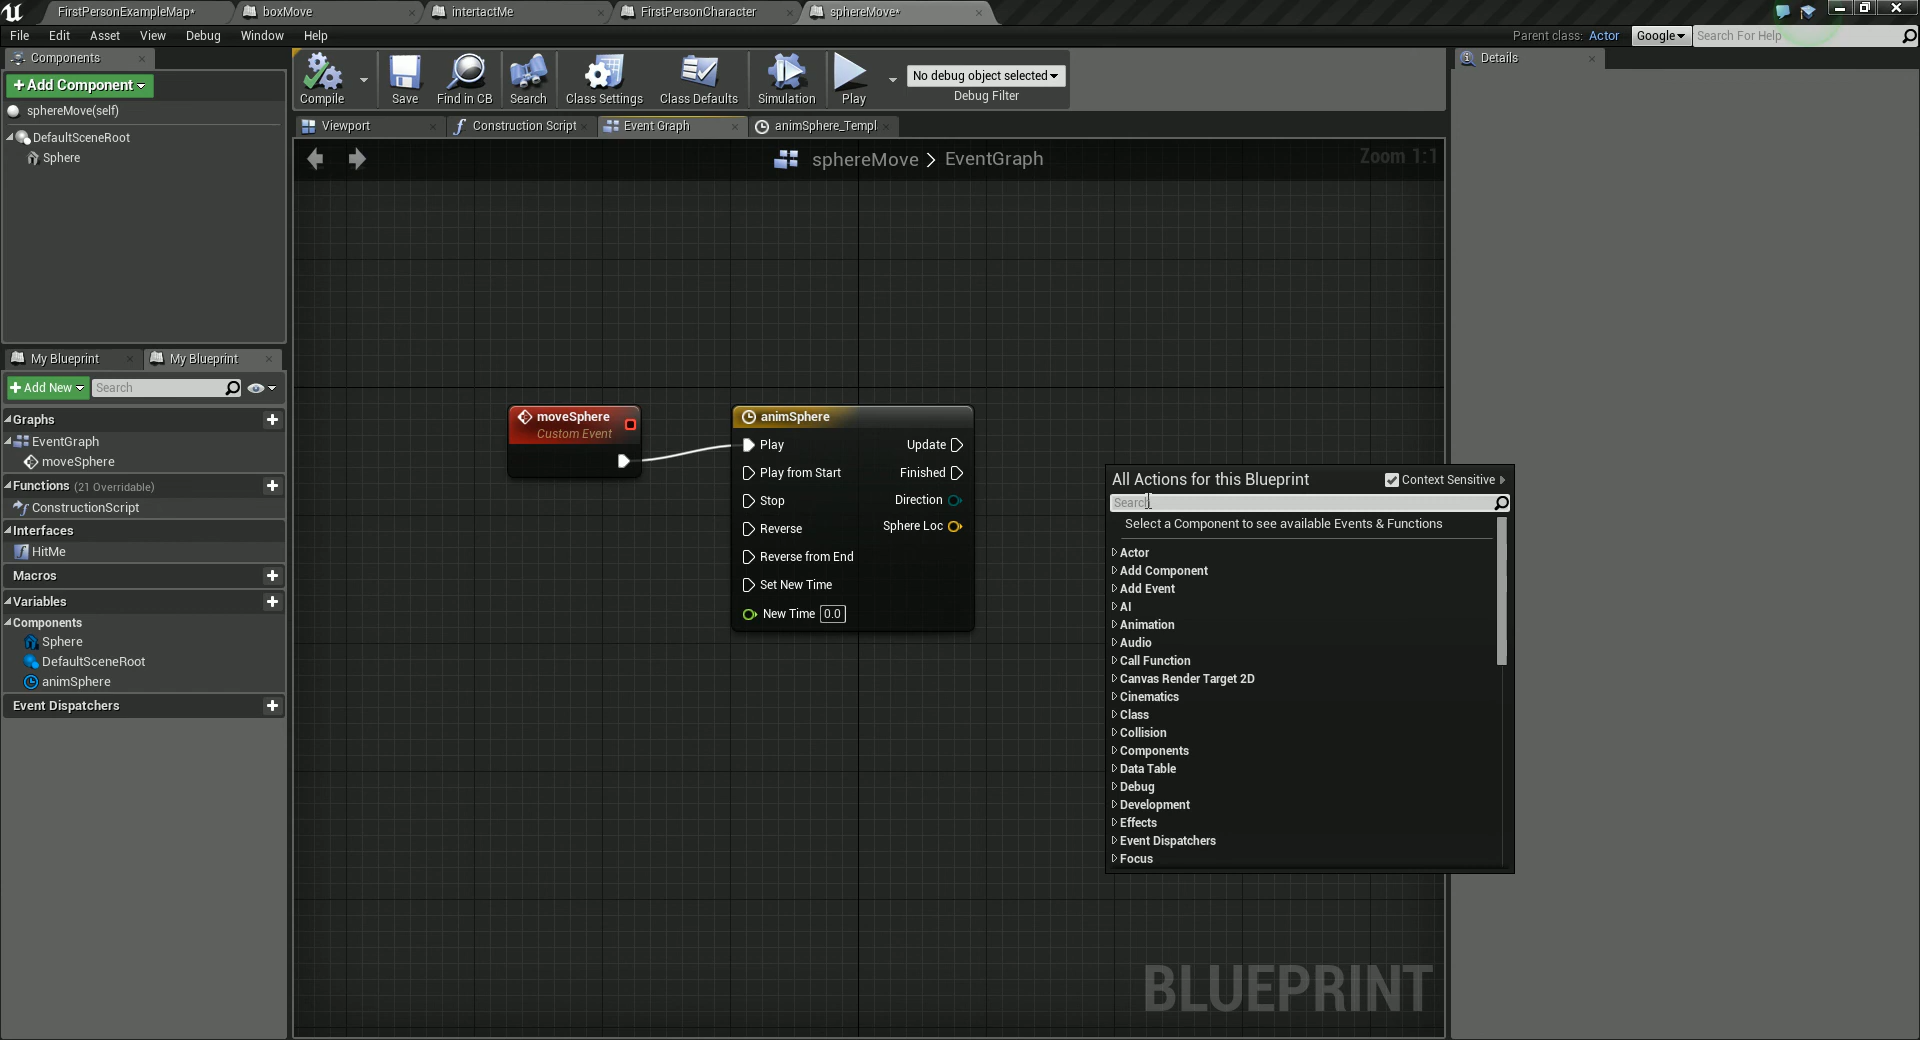 FirstPersonExampleMap*
boxMove
intertactMe
FirstPersonCharacter
sphereMove*
File Edit Asset View Debug Window Help
Parent class: Actor
Google
Search For Help
Components
+Add Component
sphereMove(self)
DefaultSceneRoot
Sphere
Compile
Save
Find in CB
Search
Class Settings
Class Defaults
Simulation
Play
No debug object selected
Debug Filter
Details
Viewport
Construction Script
Event Graph
animSphere_Templ
sphereMove > EventGraph
Zoom 1:1
My Blueprint
My Blueprint
+Add New
Search
Graphs
EventGraph
moveSphere
Functions (21 Overridable)
ConstructionScript
Interfaces
HitMe
Macros
Variables
Components
Sphere
DefaultSceneRoot
animSphere
Event Dispatchers
moveSphere
Custom Event
animSphere
Play
Update
Play from Start
Finished
Stop
Direction
Reverse
Sphere Loc
Reverse from End
Set New Time
New Time 0.0
All Actions for this Blueprint
Context Sensitive
Search
Select a Component to see available Events & Functions
Actor
Add Component
Add Event
AI
Animation
Audio
Call Function
Canvas Render Target 2D
Cinematics
Class
Collision
Components
Data Table
Debug
Development
Effects
Event Dispatchers
Focus
BLUEPRINT